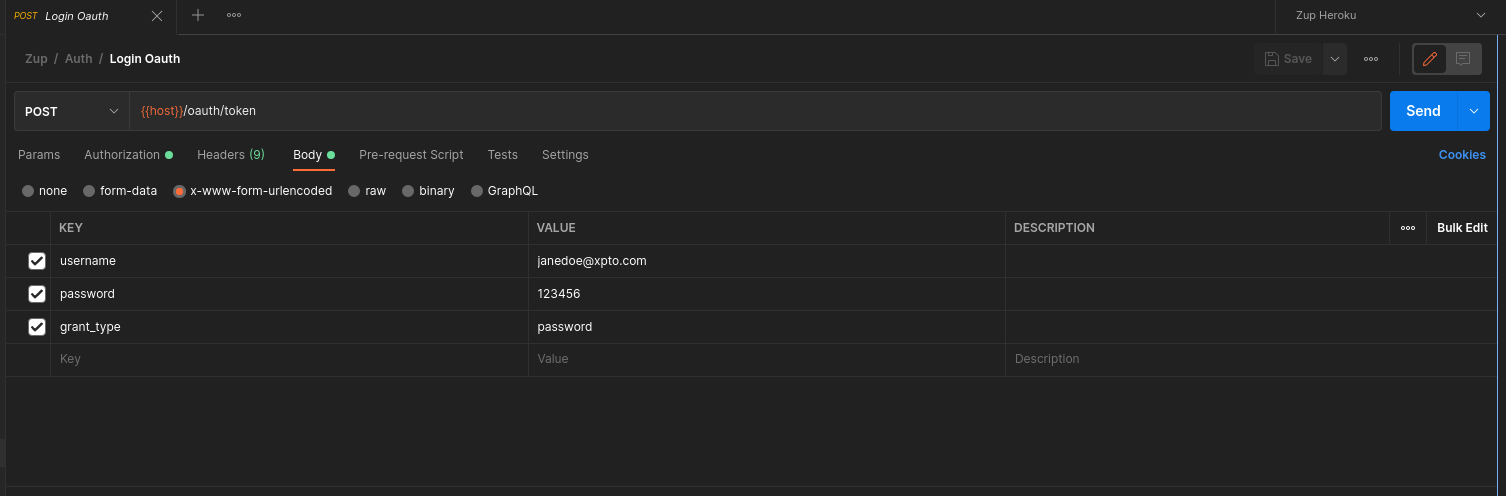 POST Login Oauth Zup Heroku
Zup / Auth / Login Oauth Save
POST {{host}}/oauth/token Send
Params Authorization Headers (9) Body Pre-request Script Tests Settings Cookies
none form-data x-www-form-urlencoded raw binary GraphQL
KEY VALUE DESCRIPTION Bulk Edit
username janedoe@xpto.com
password 123456
grant_type password
Key Value Description